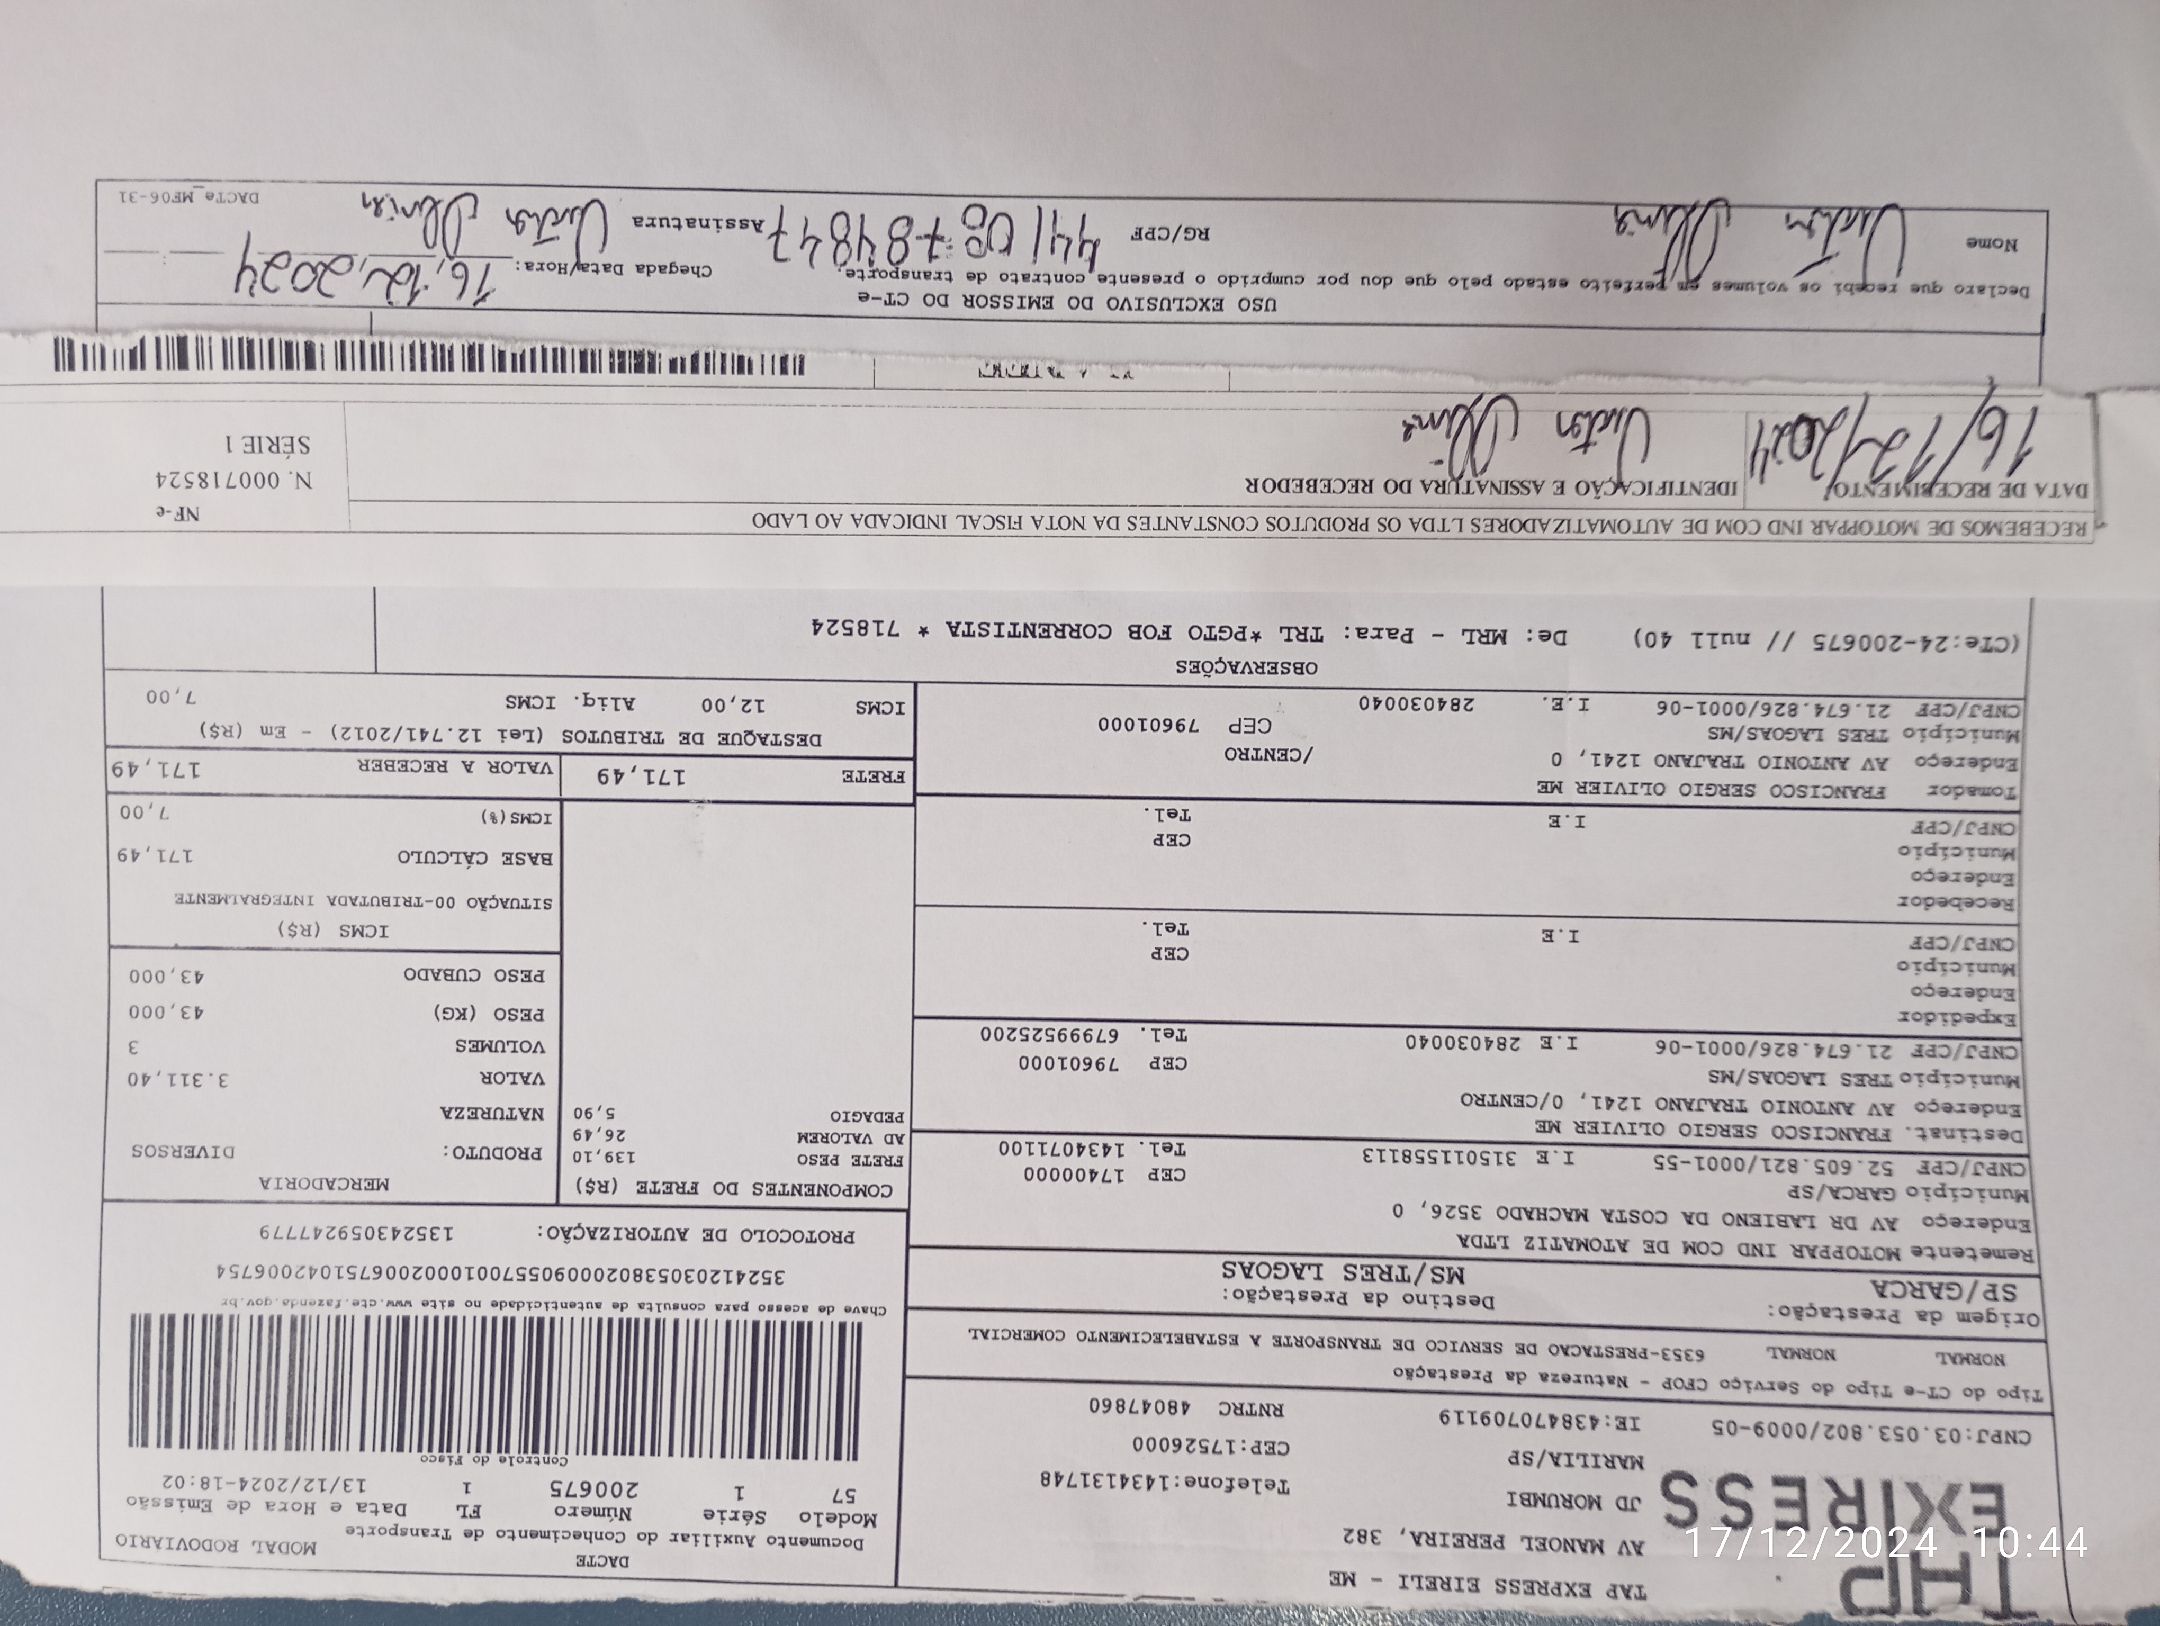 TAP
EXPRESS
TAP EXPRESS EIRELI - ME
AV MANOEL PEREIRA, 382
JD MORUMBI Telefone:1434131748
MARILIA/SP CEP:17526000
CNPJ:03.053.802/0009-05 IE:438470709119 RNTRC 48047860
DACTE
Documento Auxiliar do Conhecimento de Transporte MODAL RODOVIARIO
Modelo Série Número FL Data e Hora de Emissão
57 1 200675 1 13/12/2024-18:02
Controle do Fisco
Chave de acesso para consulta de autenticidade no site www.cte.fazenda.gov.br
35241203053802000905570010002006751042006754
PROTOCOLO DE AUTORIZAÇÃO: 135243059247779
Tipo do CT-e Tipo do Serviço CFOP - Natureza da Prestação
NORMAL NORMAL 6353-PRESTACAO DE SERVICO DE TRANSPORTE A ESTABELECIMENTO COMERCIAL
Origem da Prestação: Destino da Prestação:
SP/GARCA MS/TRES LAGOAS
Remetente MOTOPPAR IND COM DE ATOMATIZ LTDA
Endereço AV DR LABIENO DA COSTA MACHADO 3526, 0
Município GARCA/SP CEP 17400000
CNPJ/CPF 52.605.821/0001-55 I.E 315011558113 Tel. 1434071100
Destinat. FRANCISCO SERGIO OLIVIER ME
Endereço AV ANTONIO TRAJANO 1241, 0/CENTRO
Município TRES LAGOAS/MS CEP 79601000
CNPJ/CPF 21.674.826/0001-06 I.E 284030040 Tel. 67999525200
Expedidor
Endereço
Município CEP
CNPJ/CPF I.E Tel.
Recebedor
Endereço
Município CEP
CNPJ/CPF I.E Tel.
Tomador FRANCISCO SERGIO OLIVIER ME
Endereço AV ANTONIO TRAJANO 1241, 0 /CENTRO
Município TRES LAGOAS/MS CEP 79601000
CNPJ/CPF 21.674.826/0001-06 I.E. 284030040
COMPONENTES DO FRETE (R$)
FRETE PESO 139,10
AD VALOREM 26,49
PEDAGIO 5,90
MERCADORIA
PRODUTO: DIVERSOS
NATUREZA
VALOR 3.311,40
VOLUMES 3
PESO (KG) 43,000
PESO CUBADO 43,000
ICMS (R$)
SITUAÇÃO 00-TRIBUTADA INTEGRALMENTE
BASE CÁLCULO 171,49
ICMS(%) 7,00
FRETE 171,49 VALOR A RECEBER 171,49
DESTAQUE DE TRIBUTOS (Lei 12.741/2012) - Em (R$)
ICMS 12,00 Aliq. ICMS 7,00
OBSERVAÇÕES
(CTe:24-200675 // null 40) De: MRL - Para: TRL *PGTO FOB CORRENTISTA * 718524
RECEBEMOS DE MOTOPPAR IND COM DE AUTOMATIZADORES LTDA OS PRODUTOS CONSTANTES DA NOTA FISCAL INDICADA AO LADO
DATA DE RECEBIMENTO IDENTIFICAÇÃO E ASSINATURA DO RECEBEDOR
16/12/2024 Victor
NF-e
N. 000718524
SÉRIE 1
USO EXCLUSIVO DO EMISSOR DO CT-e
Declaro que recebi os volumes em perfeito estado pelo que dou por cumprido o presente contrato de transporte.
Chegada Data/Hora: 16/12/2024 :
Nome Victor RG/CPF Assinatura Victor
DACTe_MF06-31
17/12/2024 10:44